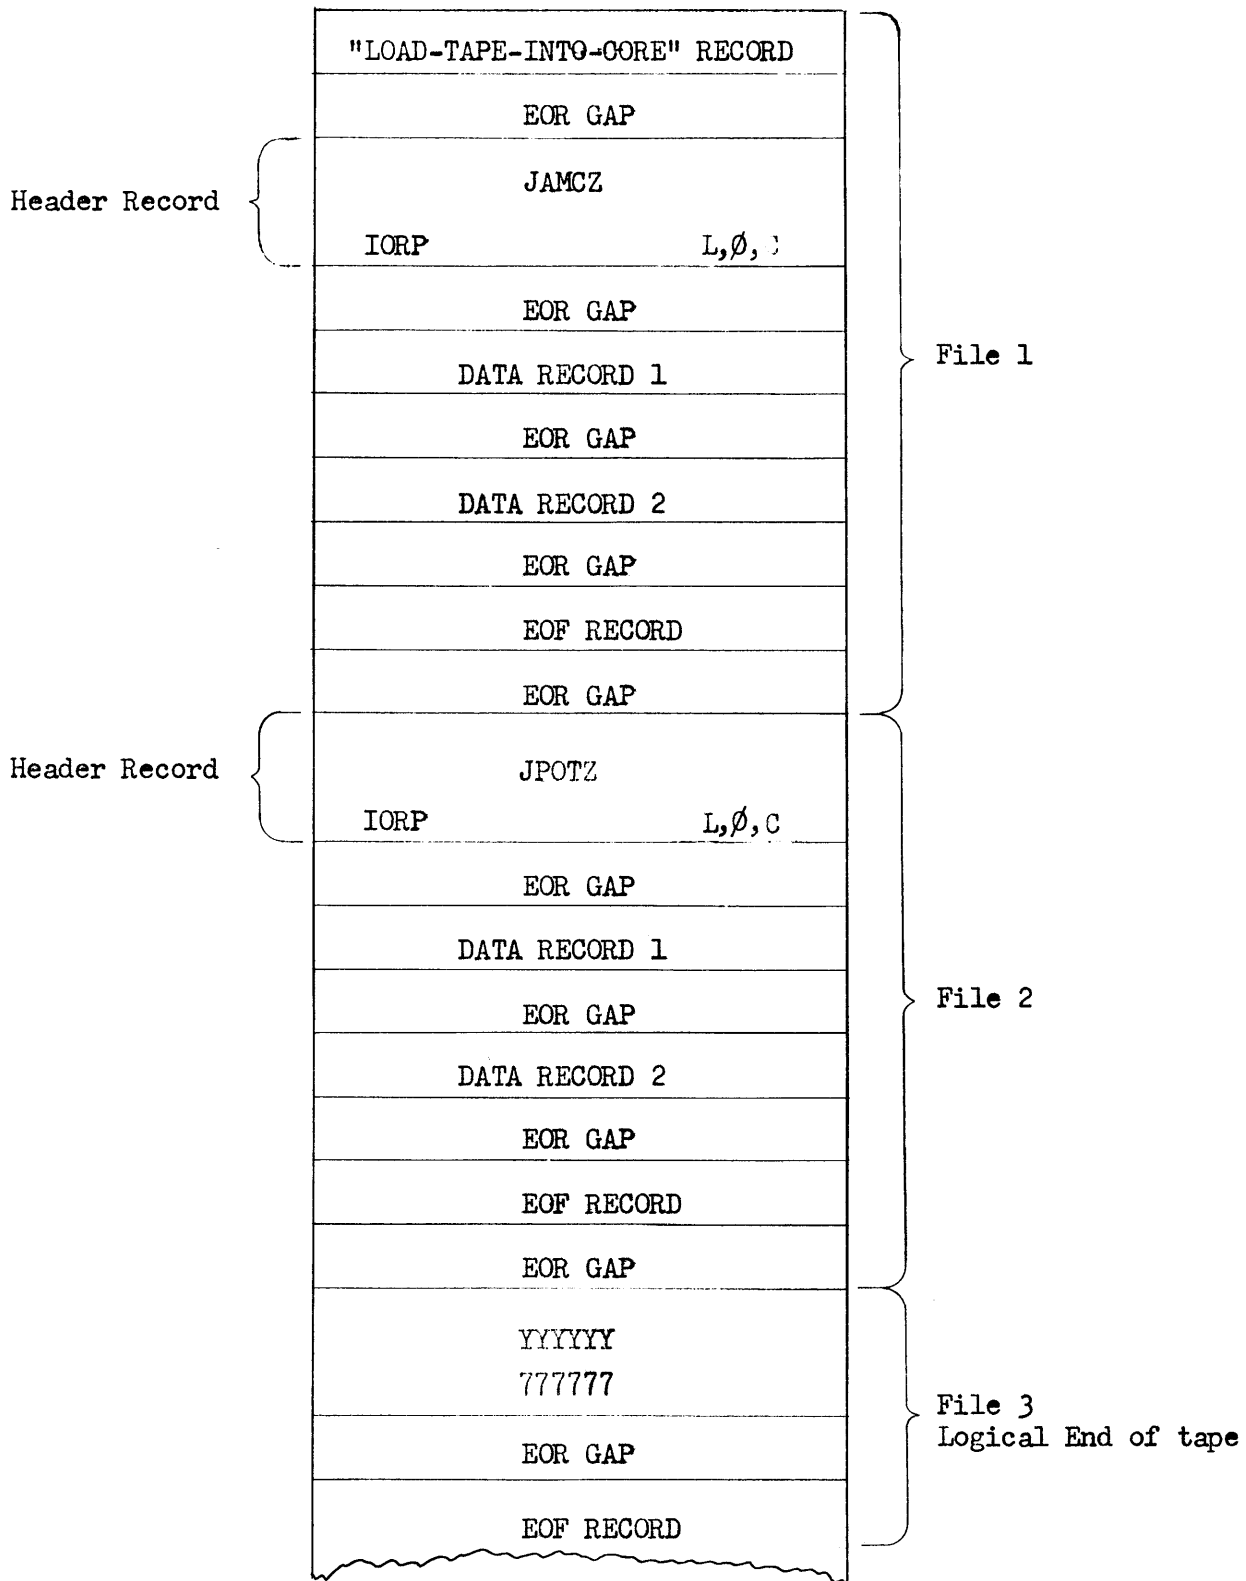 "LOAD-TAPE-INTO-CORE" RECORD
EOR GAP
Header Record
JAMCZ
IORP L,Ø,
EOR GAP
DATA RECORD 1
File 1
EOR GAP
DATA RECORD 2
EOR GAP
EOF RECORD
EOR GAP
Header Record
JPOTZ
IORP L,Ø,C
EOR GAP
DATA RECORD 1
File 2
EOR GAP
DATA RECORD 2
EOR GAP
EOF RECORD
EOR GAP
YYYYYY
777777
File 3
Logical End of tape
EOR GAP
EOF RECORD